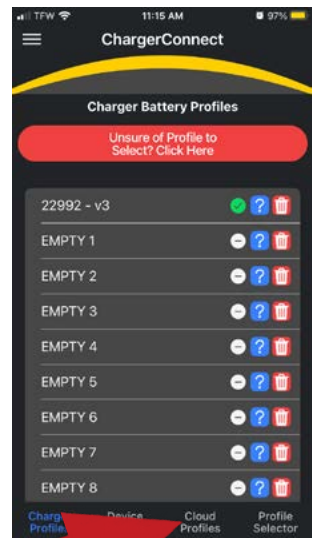 TFW 11:15 AM 97%
ChargerConnect
Charger Battery Profiles
Unsure of Profile to
Select? Click Here
22992 - v3 ?
EMPTY 1 ?
EMPTY 2 ?
EMPTY 3 ?
EMPTY 4 ?
EMPTY 5 ?
EMPTY 6 ?
EMPTY 7 ?
EMPTY 8 ?
Device Cloud Profile
Profiles Selector